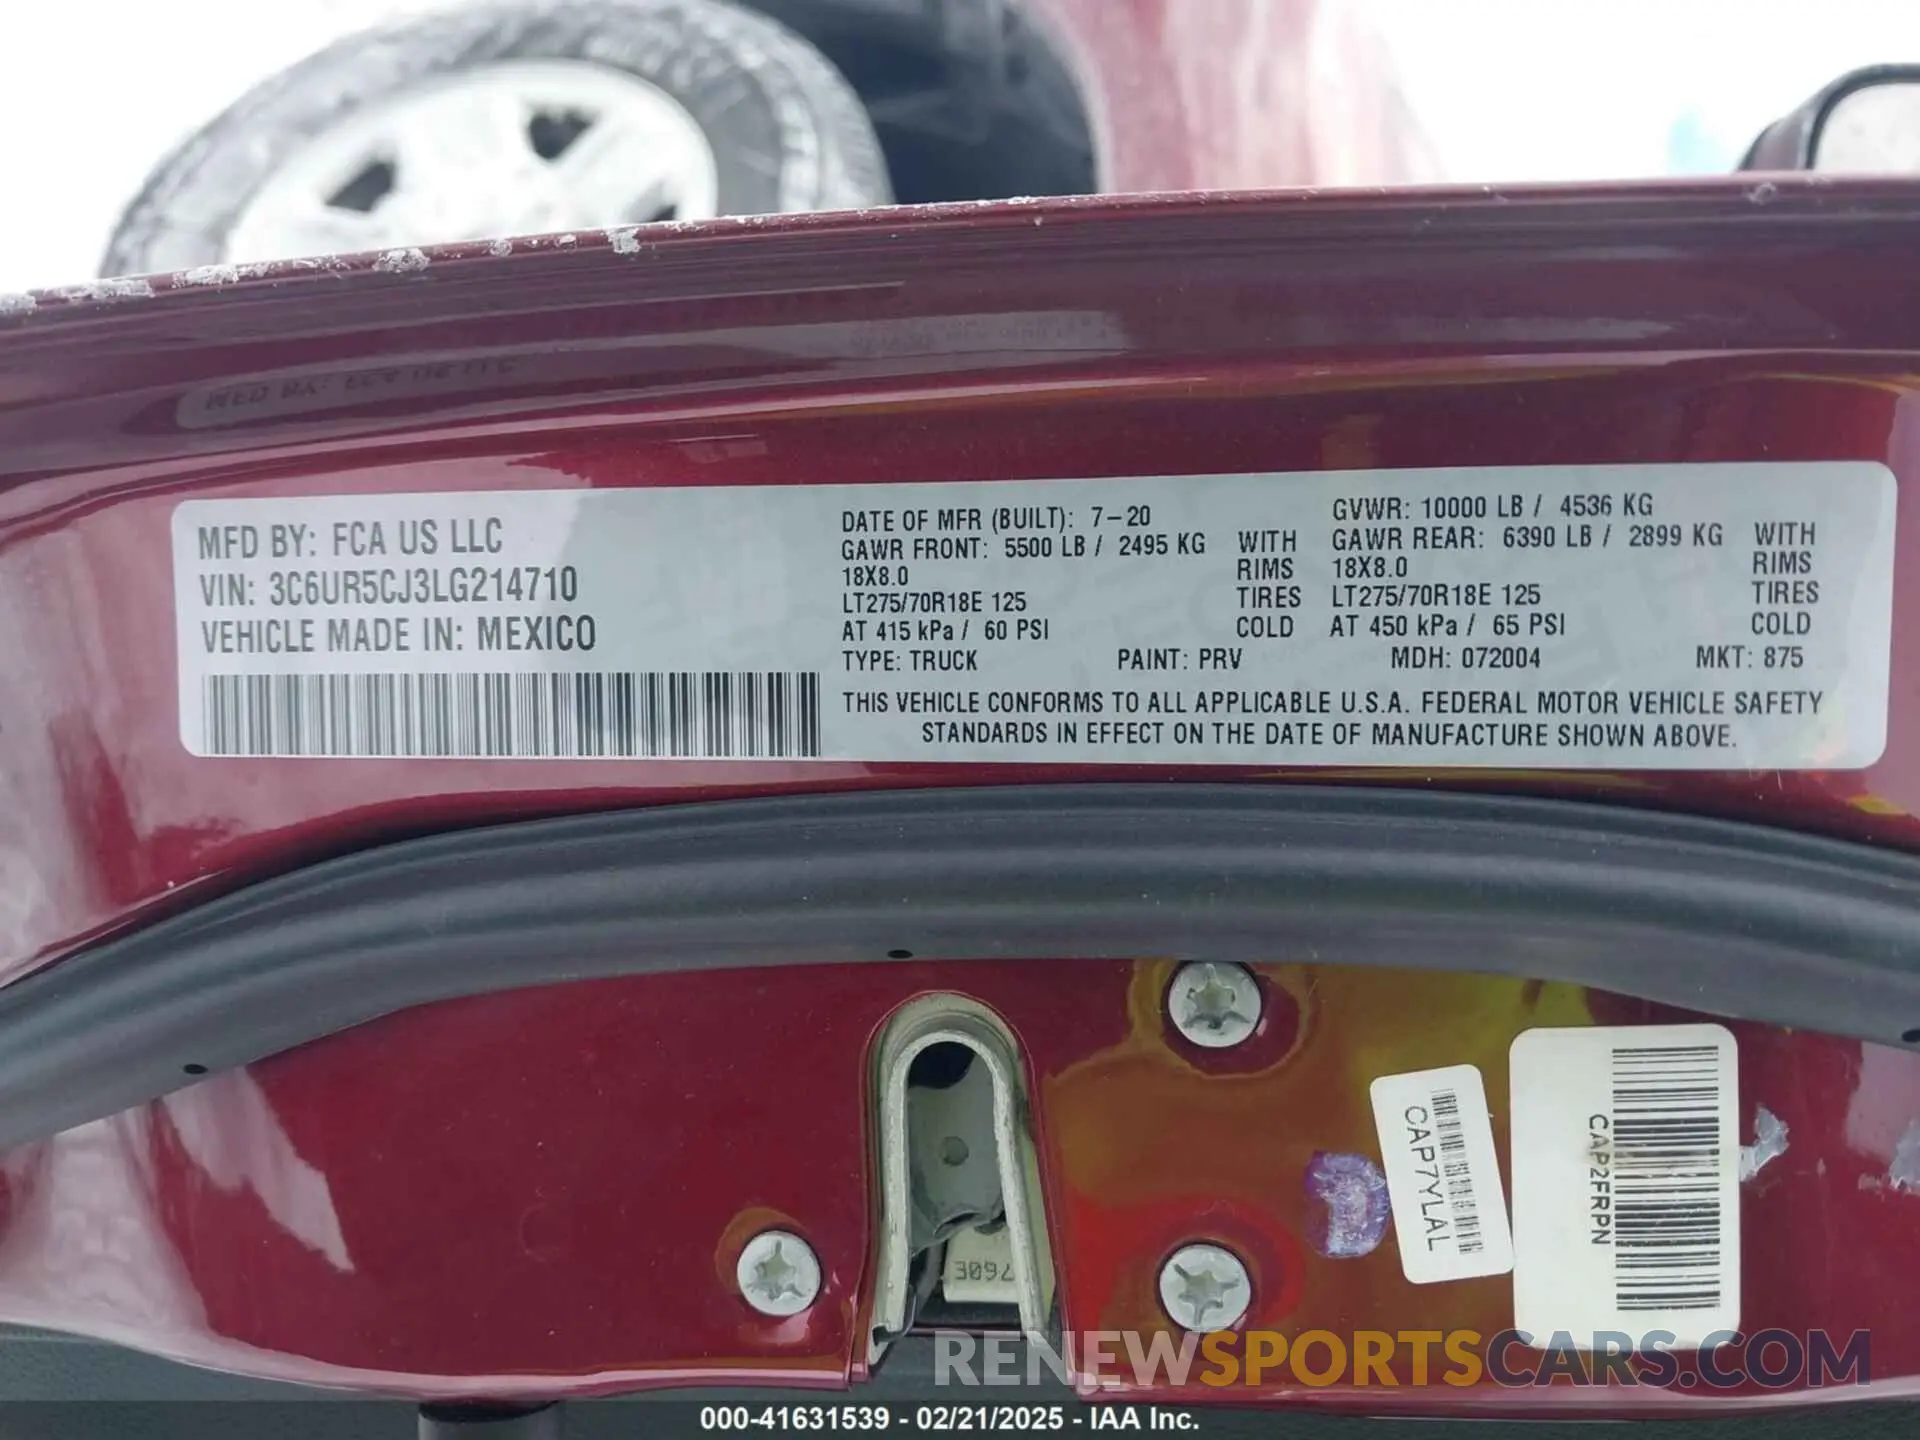 MFD BY: FCA US LLC
VIN: 3C6UR5CJ3LG214710
VEHICLE MADE IN: MEXICO
DATE OF MFR (BUILT): 7-20 GVWR: 10000 LB / 4536 KG
GAWR FRONT: 5500 LB / 2495 KG WITH GAWR REAR: 6390 LB / 2899 KG WITH
18X8.0 RIMS 18X8.0 RIMS
LT275/70R18E 125 TIRES LT275/70R18E 125 TIRES
AT 415 kPa / 60 PSI COLD AT 450 kPa / 65 PSI COLD
TYPE: TRUCK PAINT: PRV MDH: 072004 MKT: 875
THIS VEHICLE CONFORMS TO ALL APPLICABLE U.S.A. FEDERAL MOTOR VEHICLE SAFETY
STANDARDS IN EFFECT ON THE DATE OF MANUFACTURE SHOWN ABOVE.
CAP7YLAL
CAP2FRPN
RENEWSPORTSCARS.COM
000-41631539 - 02/21/2025 - IAA Inc.